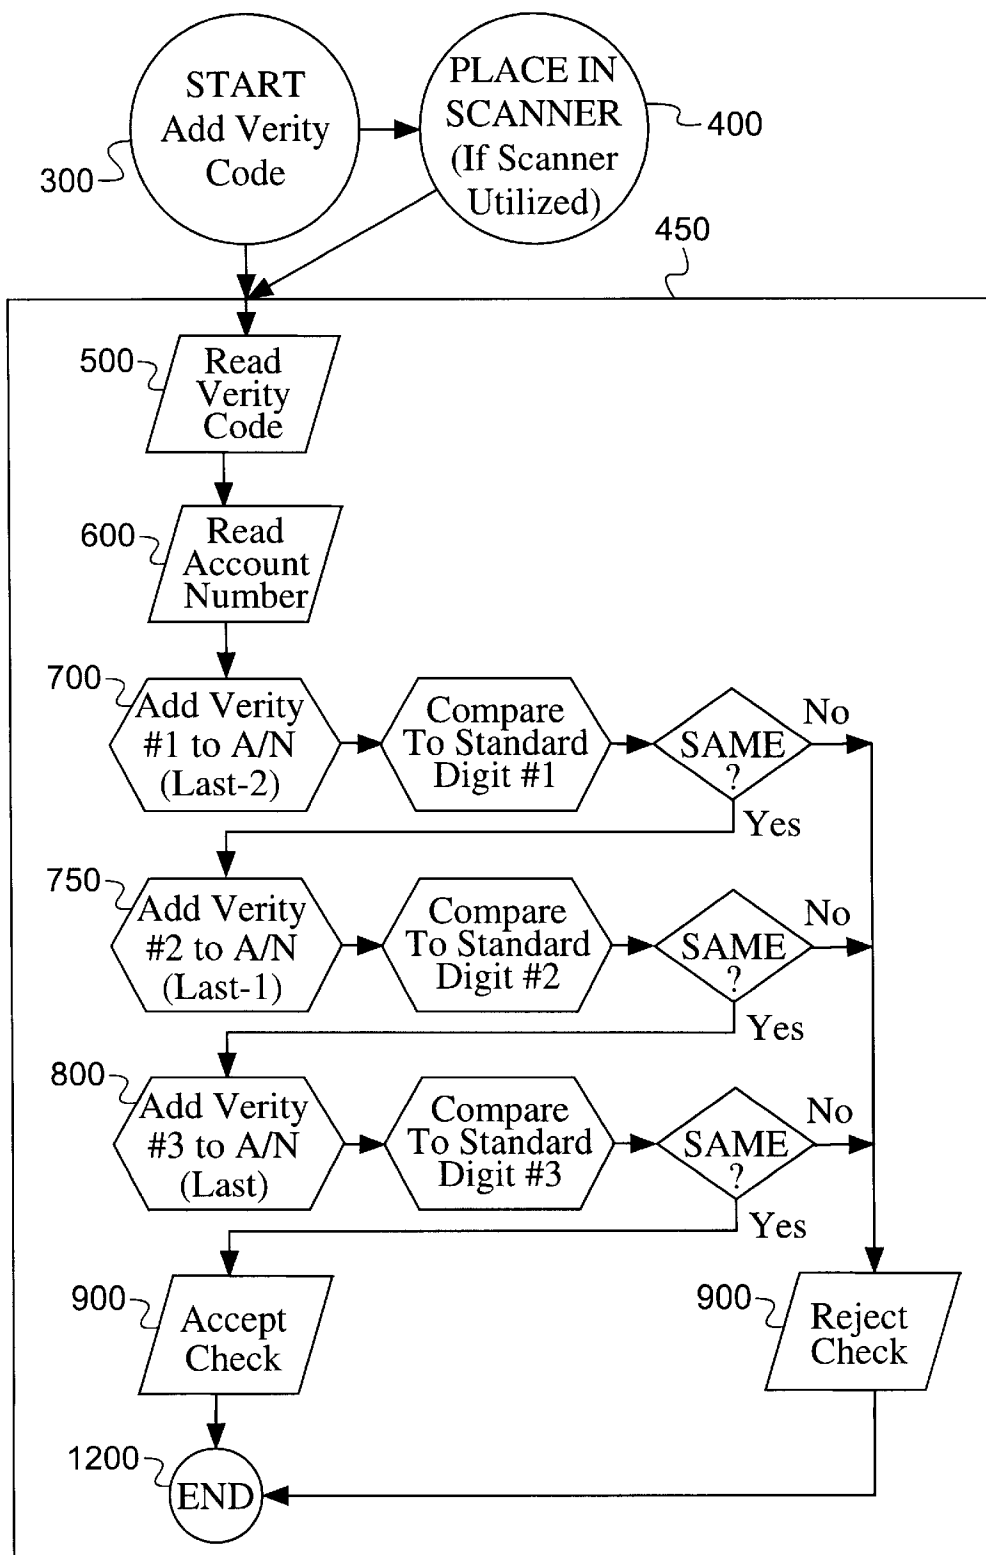 START
Add Verity
Code
300
PLACE IN
SCANNER
(If Scanner
Utilized)
400
450
500
Read
Verity
Code
600
Read
Account
Number
700
Add Verity
#1 to A/N
(Last-2)
Compare
To Standard
Digit #1
SAME
?
No
Yes
750
Add Verity
#2 to A/N
(Last-1)
Compare
To Standard
Digit #2
SAME
?
No
Yes
800
Add Verity
#3 to A/N
(Last)
Compare
To Standard
Digit #3
SAME
?
No
Yes
900
Accept
Check
900
Reject
Check
1200
END